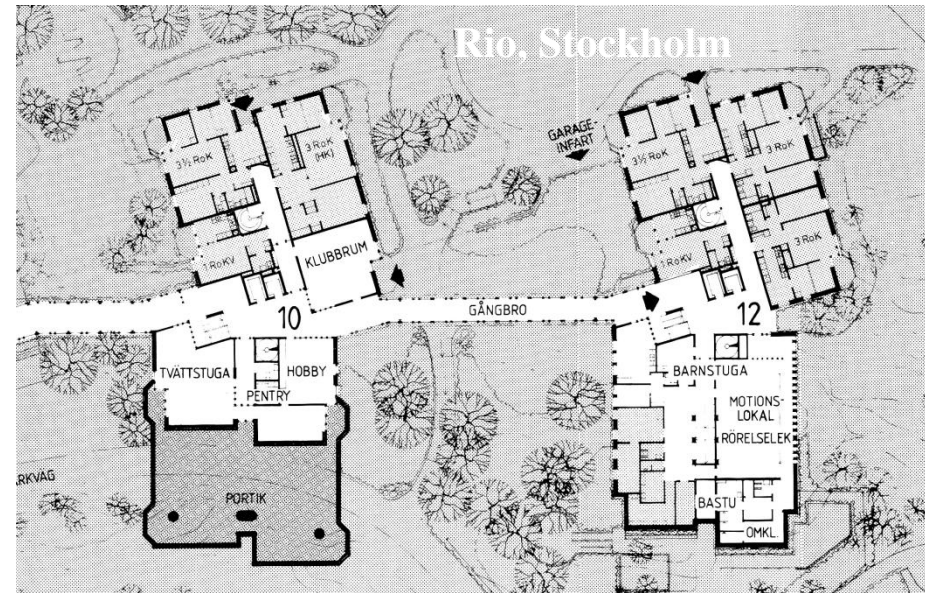 Rio, Stockholm
3½ RoK
3 RoK
(HK)
GARAGE-
INFART
3½ RoK
3 RoK
1 RoKV
KLUBBRUM
1 RoKV
3 RoK
10
GÅNGBRO
12
TVÄTTSTUGA
HOBBY
PENTRY
BARNSTUGA
MOTIONS-
LOKAL
RÖRELSELEK
ARKVÄG
PORTIK
BASTU
OMKL.